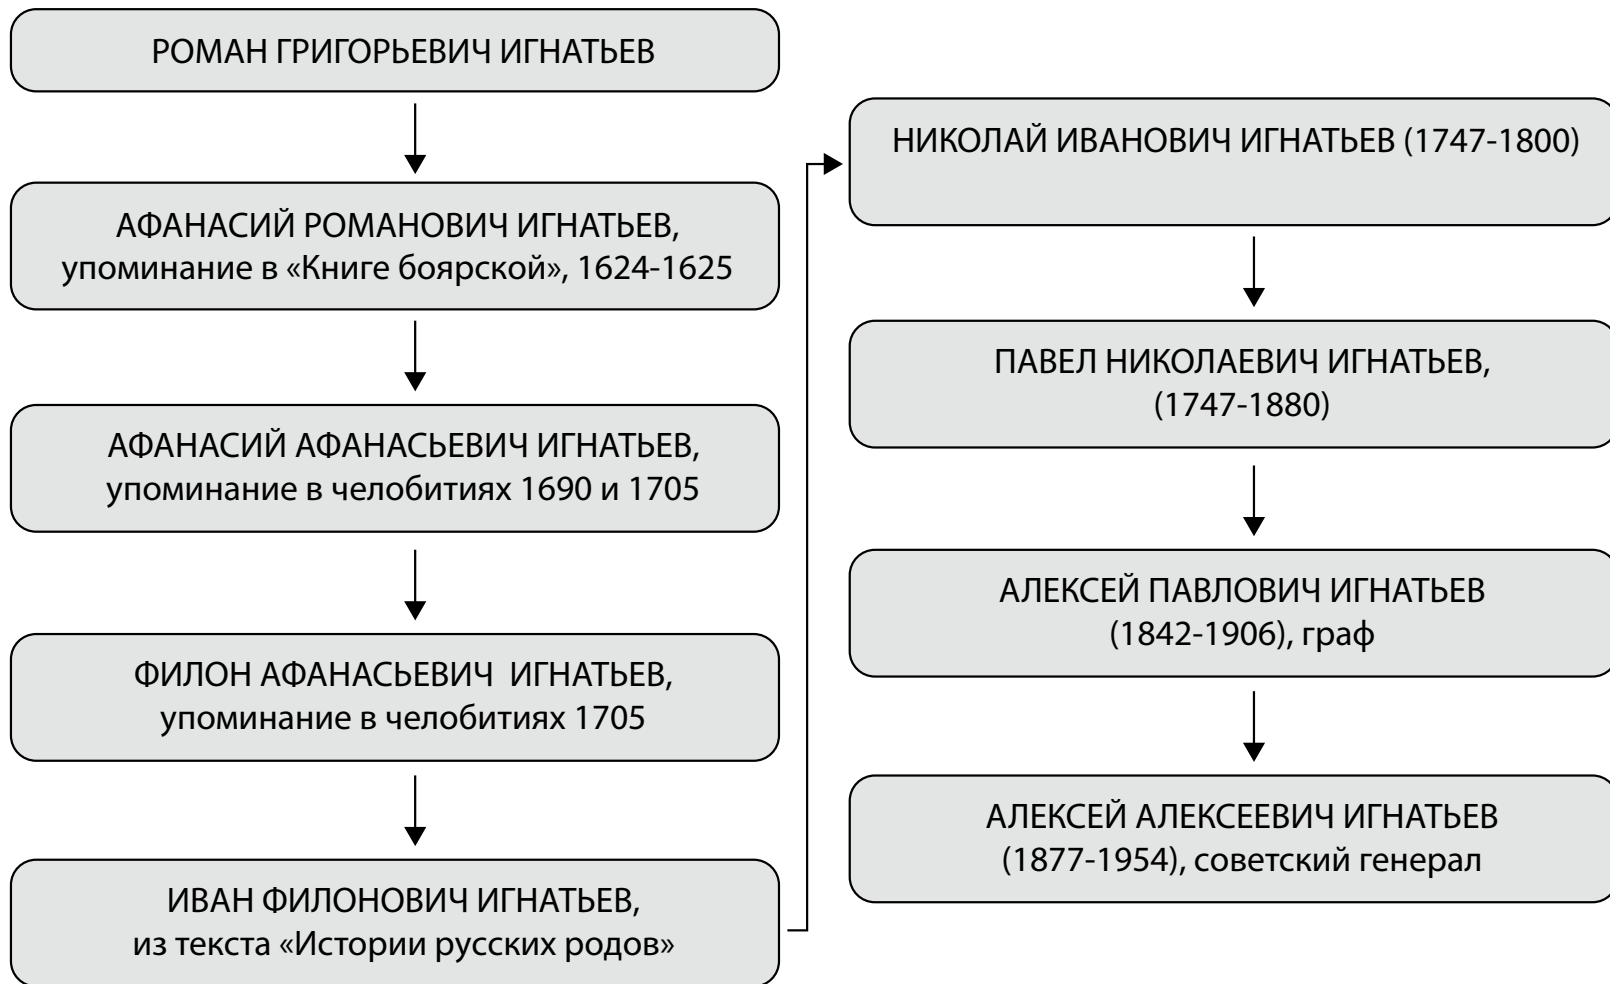 РОМАН ГРИГОРЬЕВИЧ ИГНАТЬЕВ
АФАНАСИЙ РОМАНОВИЧ ИГНАТЬЕВ,
упоминание в «Книге боярской», 1624-1625
АФАНАСИЙ АФАНАСЬЕВИЧ ИГНАТЬЕВ,
упоминание в челобитиях 1690 и 1705
ФИЛОН АФАНАСЬЕВИЧ ИГНАТЬЕВ,
упоминание в челобитиях 1705
ИВАН ФИЛОНОВИЧ ИГНАТЬЕВ,
из текста «Истории русских родов»
НИКОЛАЙ ИВАНОВИЧ ИГНАТЬЕВ (1747-1800)
ПАВЕЛ НИКОЛАЕВИЧ ИГНАТЬЕВ,
(1747-1880)
АЛЕКСЕЙ ПАВЛОВИЧ ИГНАТЬЕВ
(1842-1906), граф
АЛЕКСЕЙ АЛЕКСЕЕВИЧ ИГНАТЬЕВ
(1877-1954), советский генерал